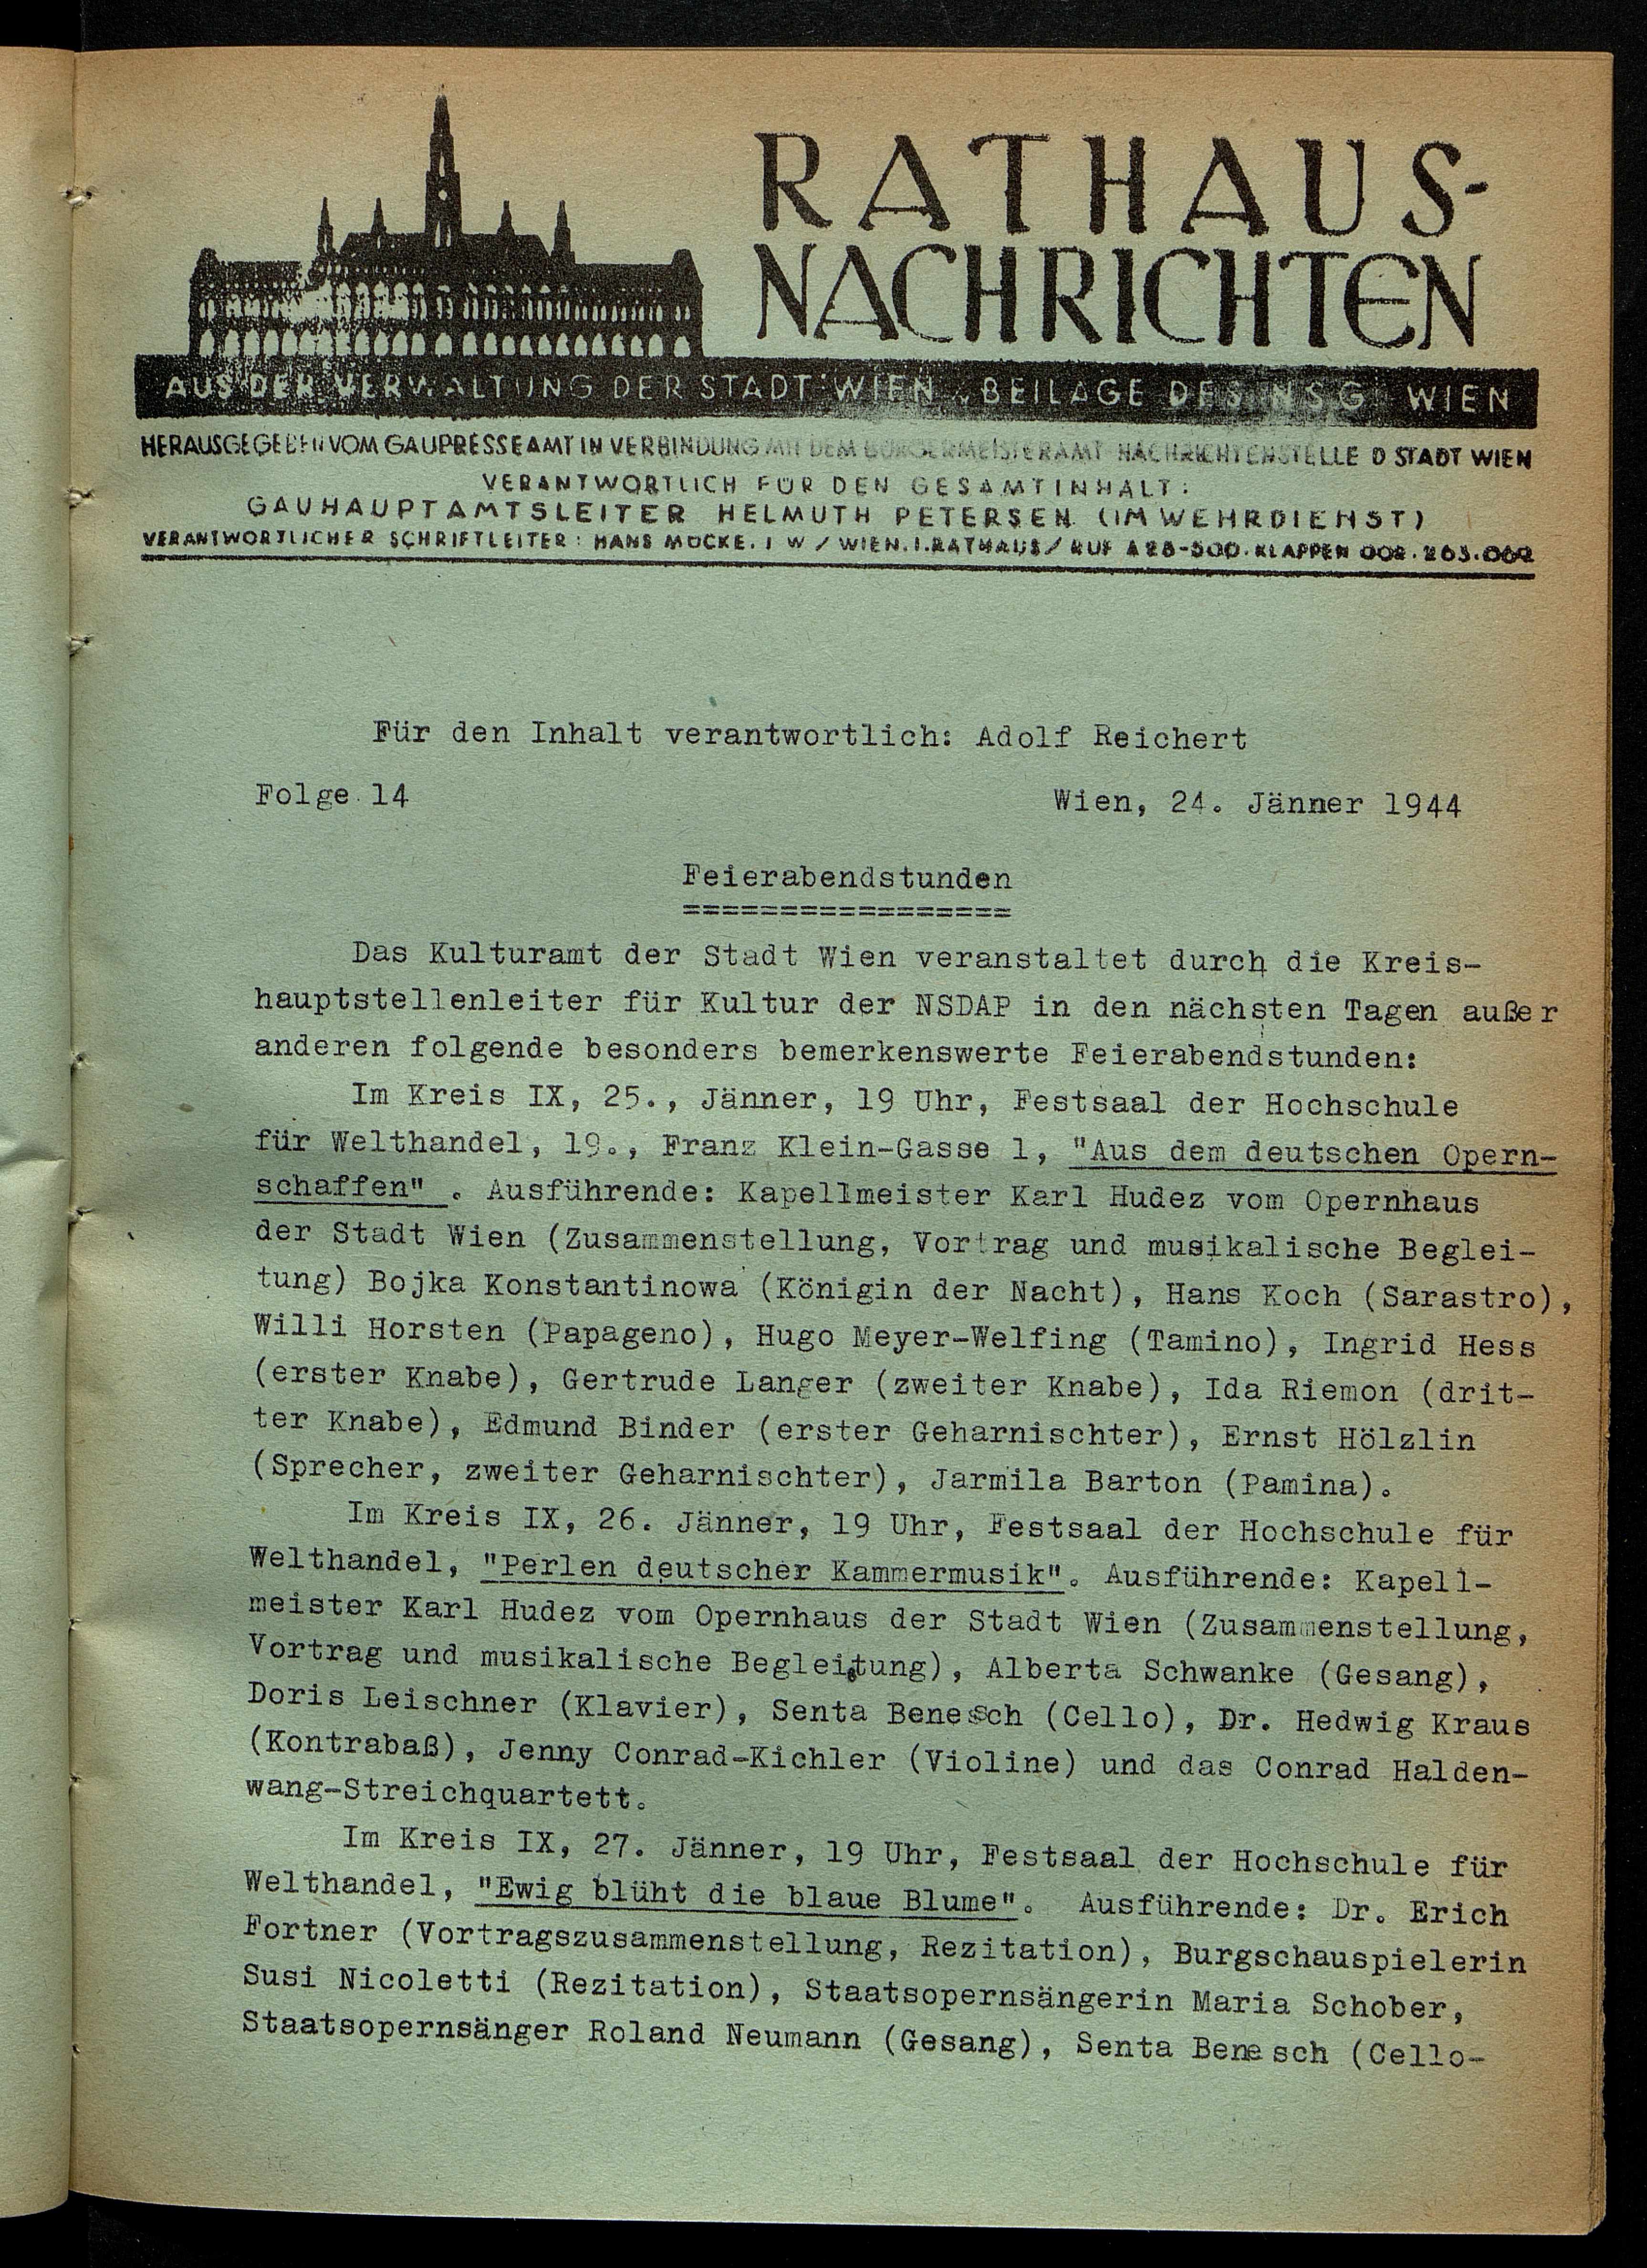 RATHAUS-
NACHRICHTEN
AUS DER VERWALTUNG DER STADT WIEN BEILAGE DES NSG WIEN
HERAUSGEGEBEN VOM GAUPRESSEAMT IN VERBINDUNG MIT DEM BÜRGERMEISTERAMT NACHRICHTENSTELLE D STADT WIEN
VERANTWORTLICH FÜR DEN GESAMTINHALT:
GAUHAUPTAMTSLEITER HELMUTH PETERSEN (IM WEHRDIENST)
VERANTWORTLICHER SCHRIFTLEITER: HANS MÜCKE. I W / WIEN. I. RATHAUS / RUF A 28-500. KLAPPEN 002. 263. 069
Für den Inhalt verantwortlich: Adolf Reichert
Folge 14 Wien, 24. Jänner 1944
Feierabendstunden
=================
Das Kulturamt der Stadt Wien veranstaltet durch die Kreis-
hauptstellenleiter für Kultur der NSDAP in den nächsten Tagen außer
anderen folgende besonders bemerkenswerte Feierabendstunden:
Im Kreis IX, 25., Jänner, 19 Uhr, Festsaal der Hochschule
für Welthandel, 19., Franz Klein-Gasse 1, "Aus dem deutschen Opern-
schaffen" . Ausführende: Kapellmeister Karl Hudez vom Opernhaus
der Stadt Wien (Zusammenstellung, Vortrag und musikalische Beglei-
tung) Bojka Konstantinowa (Königin der Nacht), Hans Koch (Sarastro),
Willi Horsten (Papageno), Hugo Meyer-Welfing (Tamino), Ingrid Hess
(erster Knabe), Gertrude Langer (zweiter Knabe), Ida Riemon (drit-
ter Knabe), Edmund Binder (erster Geharnischter), Ernst Hölzlin
(Sprecher, zweiter Geharnischter), Jarmila Barton (Pamina).
Im Kreis IX, 26. Jänner, 19 Uhr, Festsaal der Hochschule für
Welthandel, "Perlen deutscher Kammermusik". Ausführende: Kapell-
meister Karl Hudez vom Opernhaus der Stadt Wien (Zusammenstellung,
Vortrag und musikalische Begleitung), Alberta Schwanke (Gesang),
Doris Leischner (Klavier), Senta Benesch (Cello), Dr. Hedwig Kraus
(Kontrabaß), Jenny Conrad-Kichler (Violine) und das Conrad Halden-
wang-Streichquartett.
Im Kreis IX, 27. Jänner, 19 Uhr, Festsaal der Hochschule für
Welthandel, "Ewig blüht die blaue Blume". Ausführende: Dr. Erich
Fortner (Vortragszusammenstellung, Rezitation), Burgschauspielerin
Susi Nicoletti (Rezitation), Staatsopernsängerin Maria Schober,
Staatsopernsänger Roland Neumann (Gesang), Senta Benesch (Cello-